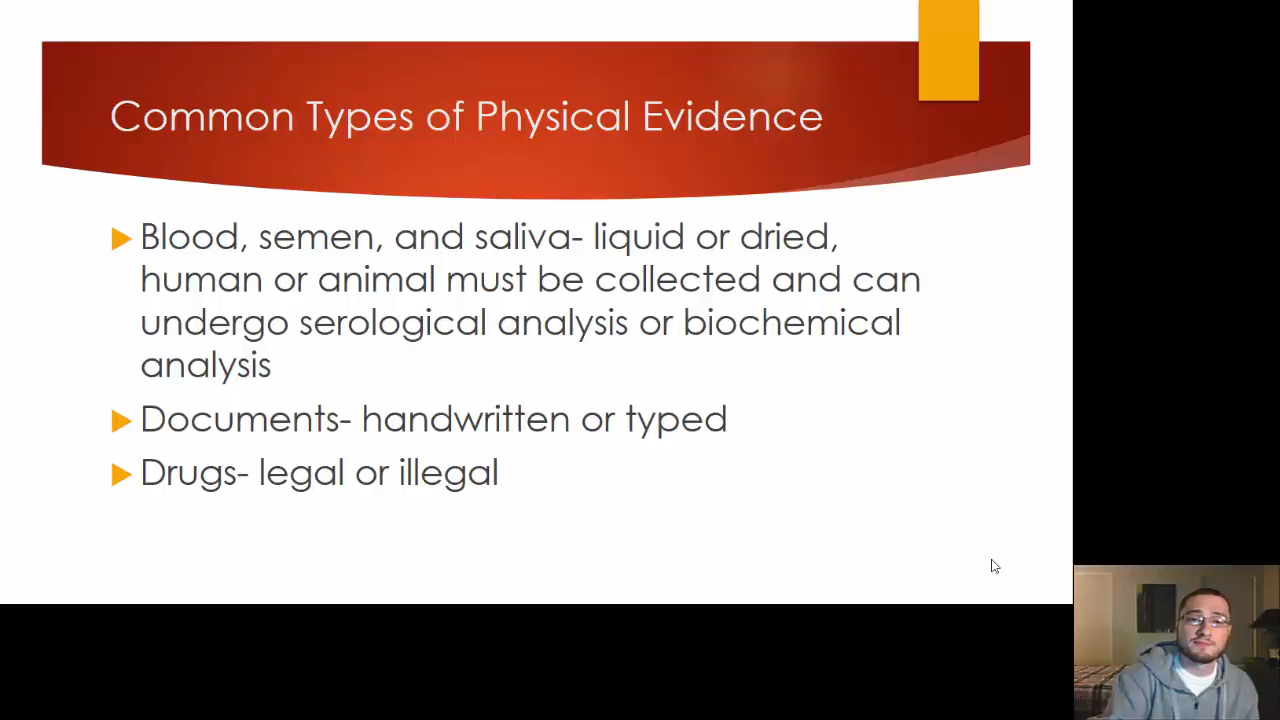 Common Types of Physical Evidence
Blood, semen, and saliva- liquid or dried,
human or animal must be collected and can
undergo serological analysis or biochemical
analysis
Documents- handwritten or typed
Drugs- legal or illegal